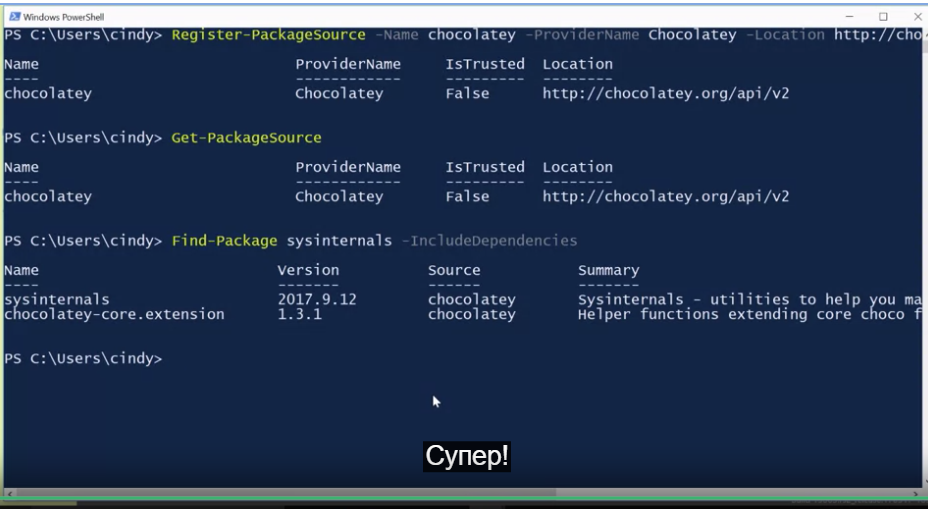 Windows PowerShell
PS C:\Users\cindy> Register-PackageSource -Name chocolatey -ProviderName Chocolatey -Location http://cho
Name ProviderName IsTrusted Location
---- ------------ --------- --------
chocolatey Chocolatey False http://chocolatey.org/api/v2
PS C:\Users\cindy> Get-PackageSource
Name ProviderName IsTrusted Location
---- ------------ --------- --------
chocolatey Chocolatey False http://chocolatey.org/api/v2
PS C:\Users\cindy> Find-Package sysinternals -IncludeDependencies
Name Version Source Summary
---- ------- ------ -------
sysinternals 2017.9.12 chocolatey Sysinternals - utilities to help you ma
chocolatey-core.extension 1.3.1 chocolatey Helper functions extending core choco f
PS C:\Users\cindy>
Супер!